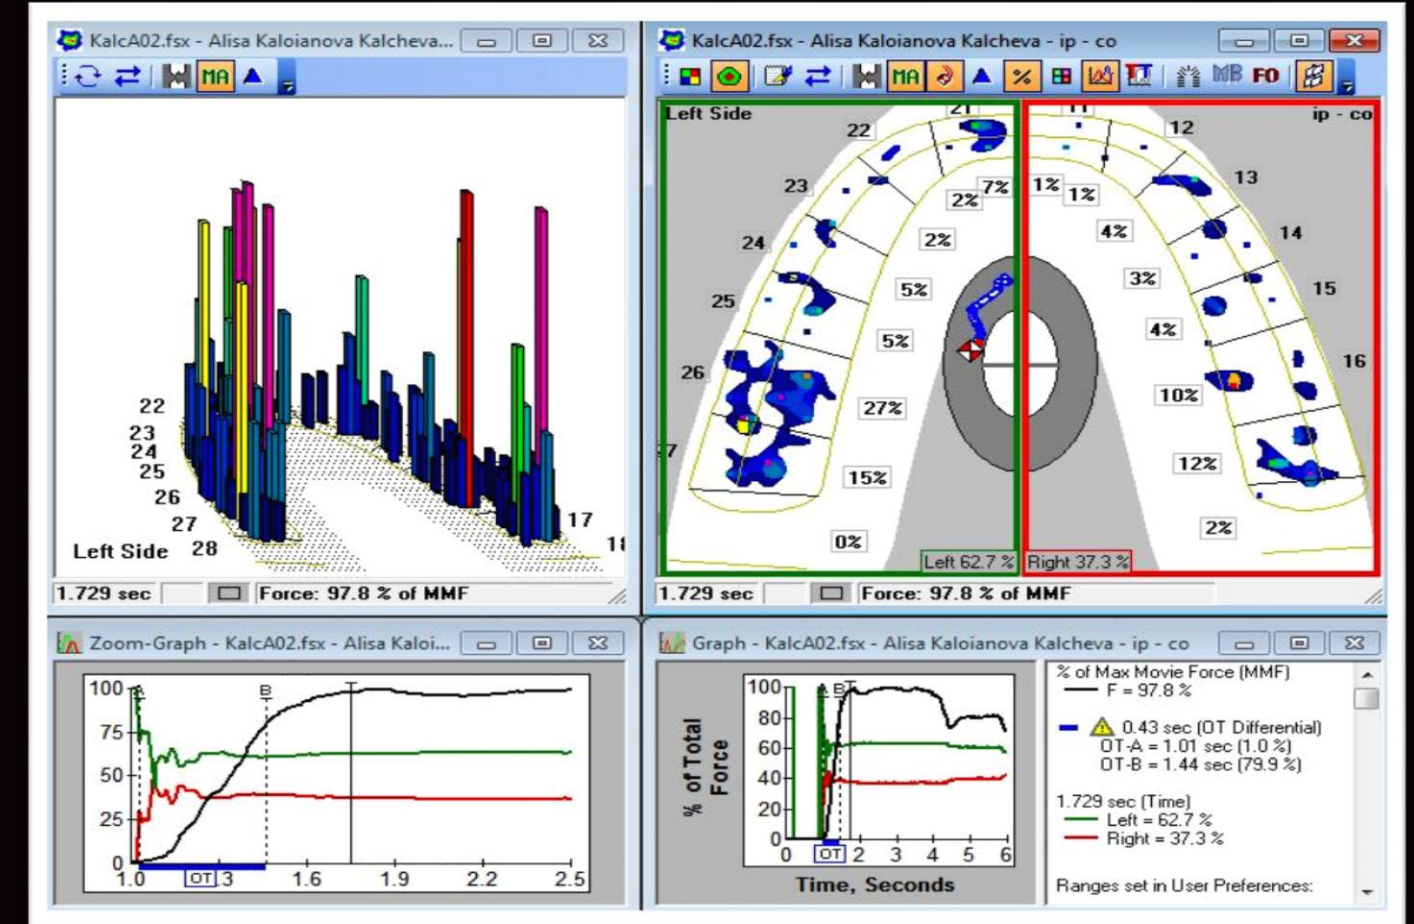 KalcA02.fsx - Alisa Kaloianova Kalcheva...
MA
22
23
24
25
26
27
28
Left Side
17
1.729 sec
Force: 97.8 % of MMF
KalcA02.fsx - Alisa Kaloianova Kalcheva - ip - co
MA % MB FO
Left Side
ip - co
21
11
22
12
23
13
24
14
25
15
26
16
2%
7%
1%
1%
2%
4%
5%
3%
5%
4%
27%
10%
15%
12%
0%
2%
Left 62.7 %
Right 37.3 %
1.729 sec
Force: 97.8 % of MMF
Zoom-Graph - KalcA02.fsx - Alisa Kaloi...
100
75
50
25
0
A
B
1.0
OT
.3
1.6
1.9
2.2
2.5
Graph - KalcA02.fsx - Alisa Kaloianova Kalcheva - ip - co
% of Total
Force
100
80
60
40
20
0
A B
0
OT
2
3
4
5
6
Time, Seconds
% of Max Movie Force (MMF)
F = 97.8 %
0.43 sec (OT Differential)
OT-A = 1.01 sec (1.0 %)
OT-B = 1.44 sec (79.9 %)
1.729 sec (Time)
Left = 62.7 %
Right = 37.3 %
Ranges set in User Preferences: